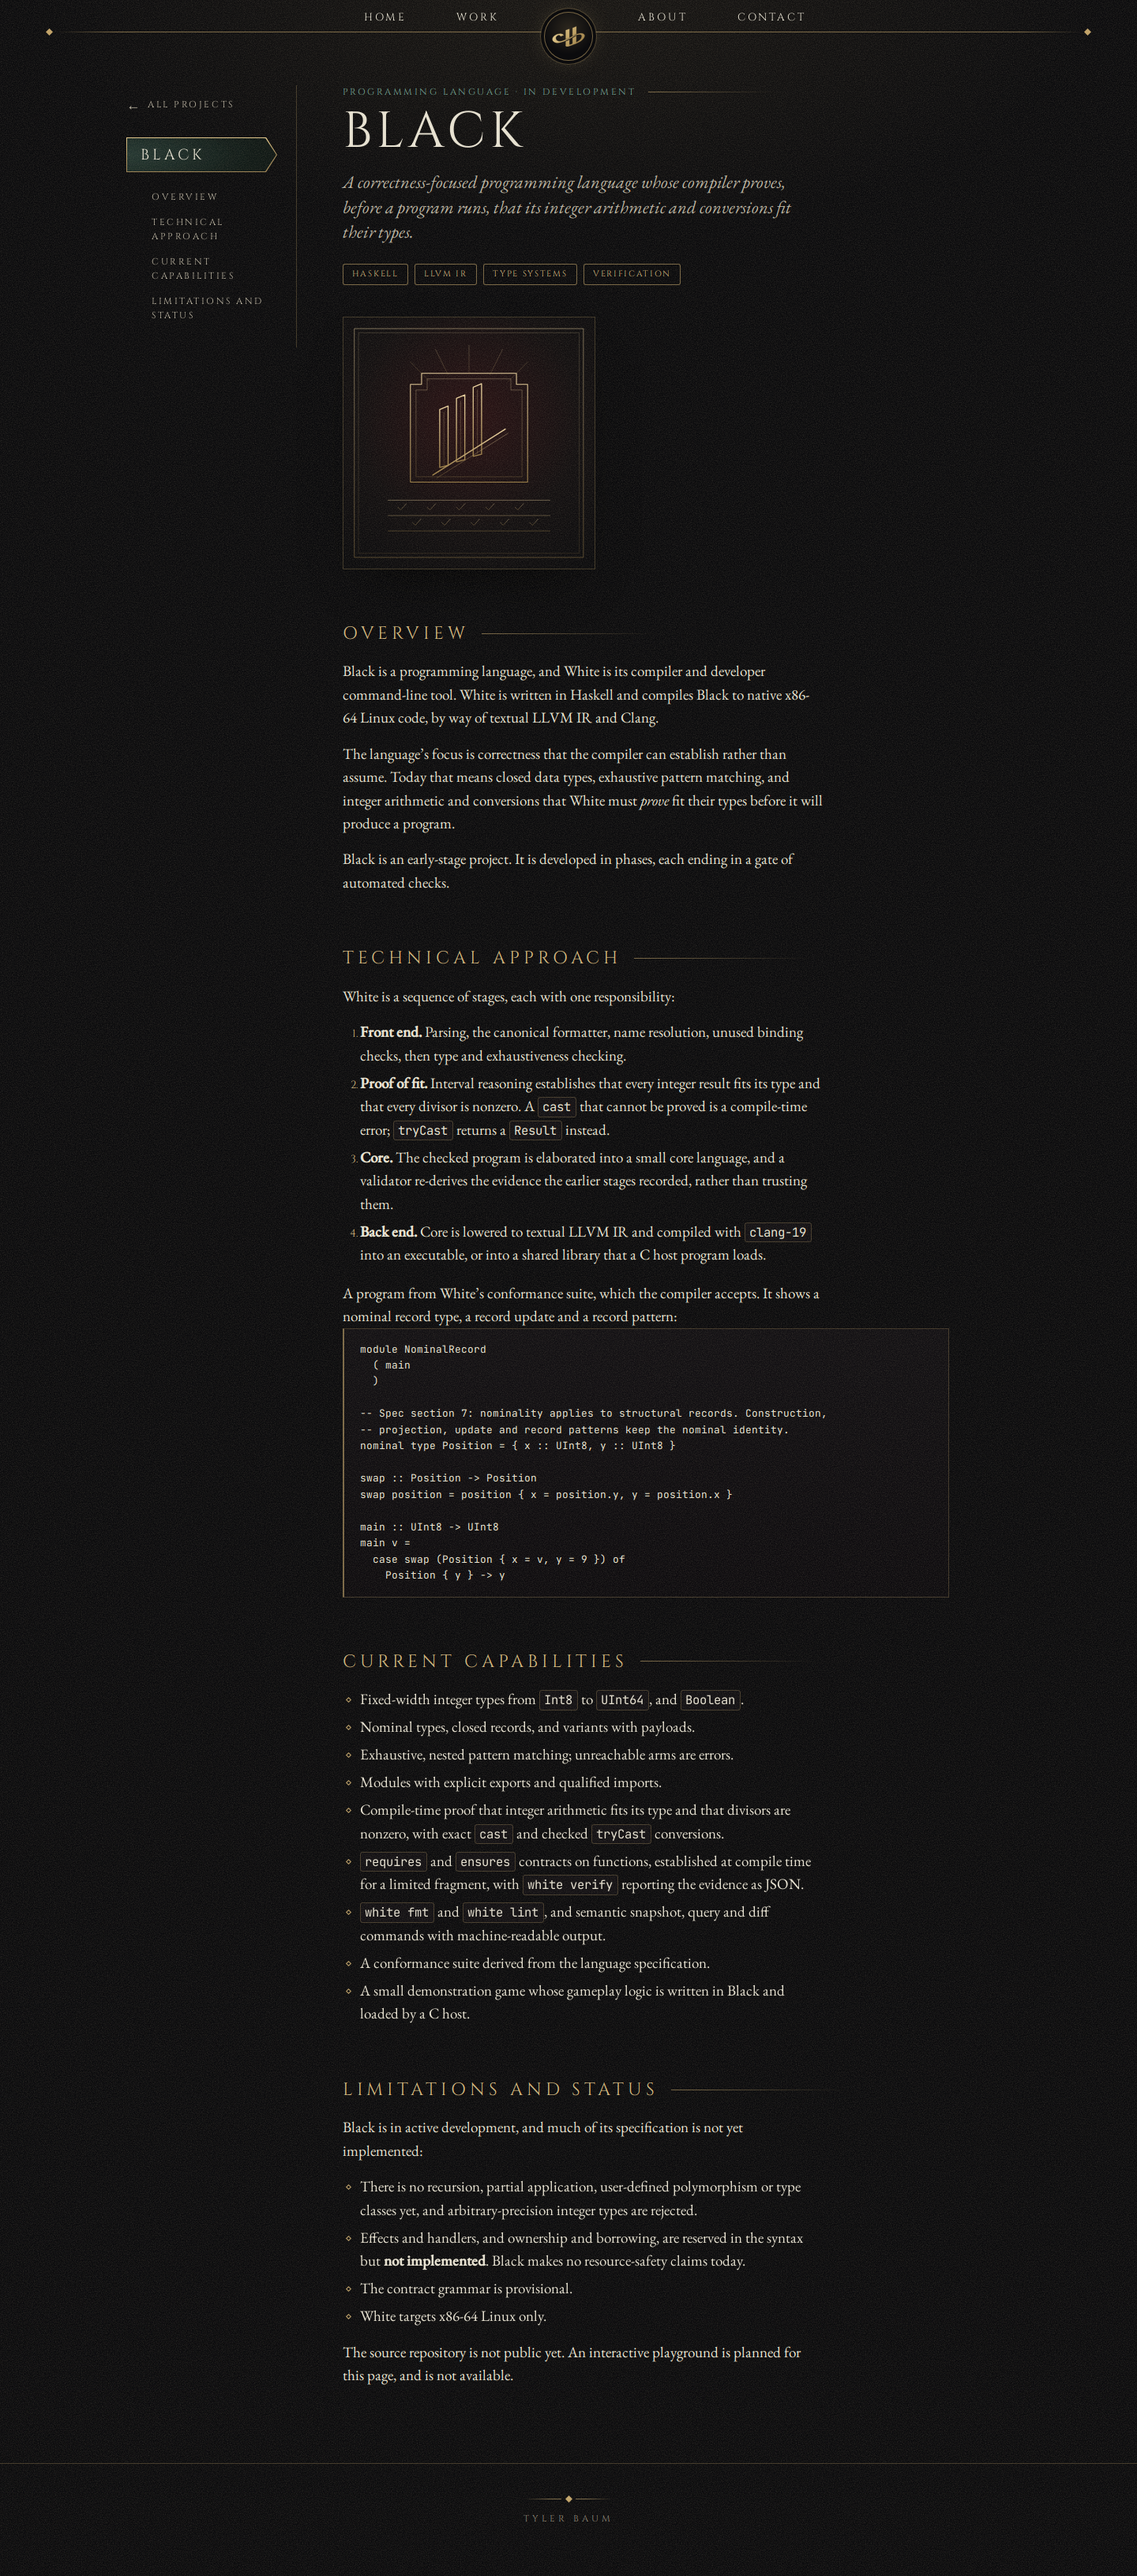 HOME WORK ABOUT CONTACT
← ALL PROJECTS
BLACK
OVERVIEW
TECHNICAL
APPROACH
CURRENT
CAPABILITIES
LIMITATIONS AND
STATUS
PROGRAMMING LANGUAGE · IN DEVELOPMENT
BLACK
A correctness-focused programming language whose compiler proves,
before a program runs, that its integer arithmetic and conversions fit
their types.
HASKELL LLVM IR TYPE SYSTEMS VERIFICATION
OVERVIEW
Black is a programming language, and White is its compiler and developer
command-line tool. White is written in Haskell and compiles Black to native x86-
64 Linux code, by way of textual LLVM IR and Clang.
The language’s focus is correctness that the compiler can establish rather than
assume. Today that means closed data types, exhaustive pattern matching, and
integer arithmetic and conversions that White must prove fit their types before it will
produce a program.
Black is an early-stage project. It is developed in phases, each ending in a gate of
automated checks.
TECHNICAL APPROACH
White is a sequence of stages, each with one responsibility:
1. Front end. Parsing, the canonical formatter, name resolution, unused binding
checks, then type and exhaustiveness checking.
2. Proof of fit. Interval reasoning establishes that every integer result fits its type and
that every divisor is nonzero. A cast that cannot be proved is a compile-time
error; tryCast returns a Result instead.
3. Core. The checked program is elaborated into a small core language, and a
validator re-derives the evidence the earlier stages recorded, rather than trusting
them.
4. Back end. Core is lowered to textual LLVM IR and compiled with clang-19
into an executable, or into a shared library that a C host program loads.
A program from White’s conformance suite, which the compiler accepts. It shows a
nominal record type, a record update and a record pattern:
module NominalRecord
( main
)
-- Spec section 7: nominality applies to structural records. Construction,
-- projection, update and record patterns keep the nominal identity.
nominal type Position = { x :: UInt8, y :: UInt8 }
swap :: Position -> Position
swap position = position { x = position.y, y = position.x }
main :: UInt8 -> UInt8
main v =
case swap (Position { x = v, y = 9 }) of
Position { y } -> y
CURRENT CAPABILITIES
Fixed-width integer types from Int8 to UInt64, and Boolean.
Nominal types, closed records, and variants with payloads.
Exhaustive, nested pattern matching; unreachable arms are errors.
Modules with explicit exports and qualified imports.
Compile-time proof that integer arithmetic fits its type and that divisors are
nonzero, with exact cast and checked tryCast conversions.
requires and ensures contracts on functions, established at compile time
for a limited fragment, with white verify reporting the evidence as JSON.
white fmt and white lint, and semantic snapshot, query and diff
commands with machine-readable output.
A conformance suite derived from the language specification.
A small demonstration game whose gameplay logic is written in Black and
loaded by a C host.
LIMITATIONS AND STATUS
Black is in active development, and much of its specification is not yet
implemented:
There is no recursion, partial application, user-defined polymorphism or type
classes yet, and arbitrary-precision integer types are rejected.
Effects and handlers, and ownership and borrowing, are reserved in the syntax
but not implemented. Black makes no resource-safety claims today.
The contract grammar is provisional.
White targets x86-64 Linux only.
The source repository is not public yet. An interactive playground is planned for
this page, and is not available.
TYLER BAUM